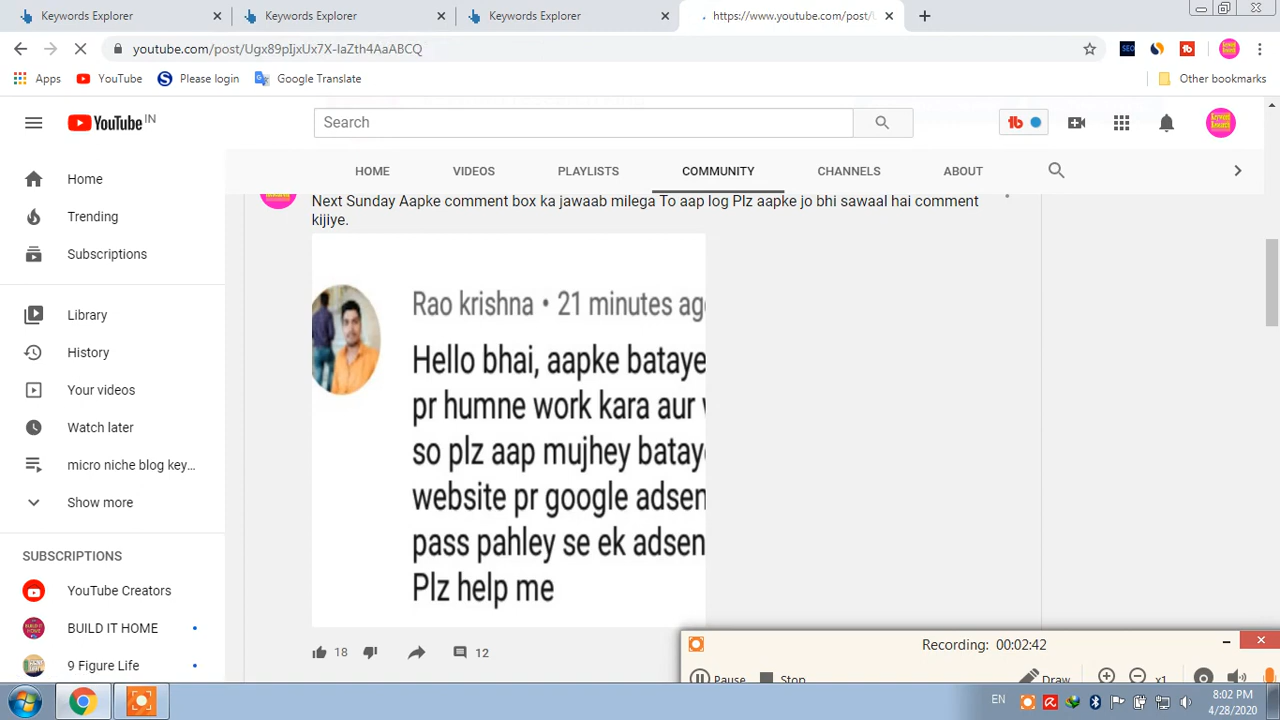 Keywords Explorer
Keywords Explorer
Keywords Explorer
https://www.youtube.com/post/U
youtube.com/post/Ugx89pIjxUx7X-IaZth4AaABCQ
SEO
tb
Apps
YouTube
Please login
Google Translate
Other bookmarks
YouTube IN
Search
tb
HOME
VIDEOS
PLAYLISTS
COMMUNITY
CHANNELS
ABOUT
Home
Trending
Subscriptions
Library
History
Your videos
Watch later
micro niche blog key...
Show more
SUBSCRIPTIONS
YouTube Creators
BUILD IT HOME
9 Figure Life
Next Sunday Aapke comment box ka jawaab milega To aap log Plz aapke jo bhi sawaal hai comment
kijiye.
Rao krishna • 21 minutes ag
Hello bhai, aapke bataye
pr humne work kara aur
so plz aap mujhey batay
website pr google adsen
pass pahley se ek adsen
Plz help me
18
12
Recording: 00:02:42
Pause
Stop
Draw
x1
EN
8:02 PM
4/28/2020